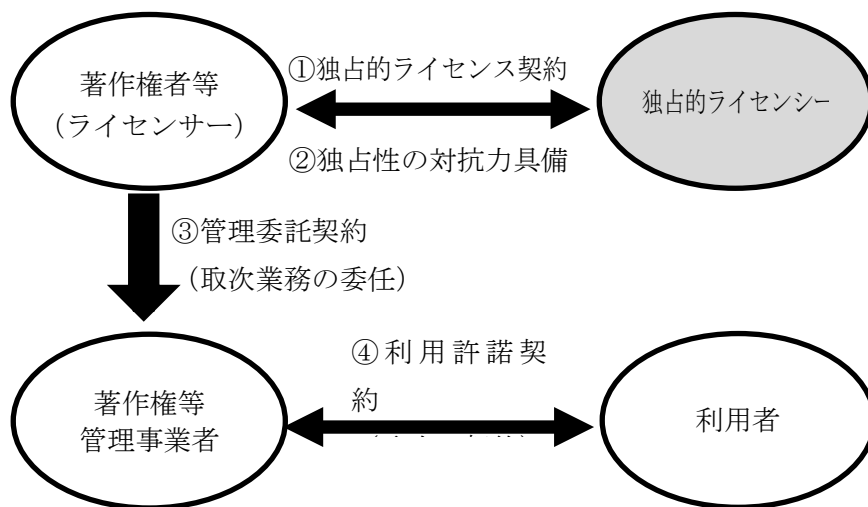 著作権者等
（ライセンサー）
①独占的ライセンス契約
独占的ライセンシー
②独占性の対抗力具備
③管理委託契約
（取次業務の委任）
著作権等
管理事業者
④利用許諾契
約
利用者